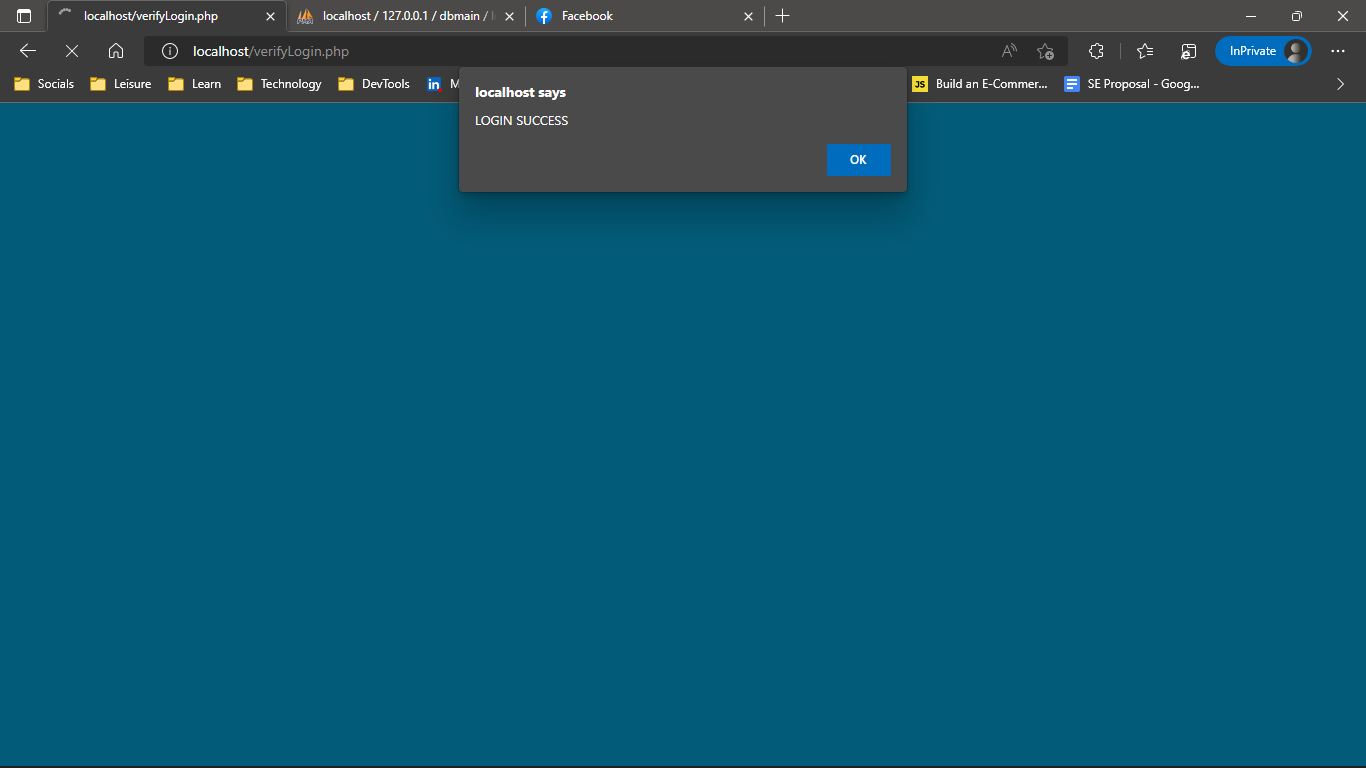 localhost/verifyLogin.php
localhost / 127.0.0.1 / dbmain /
Facebook
localhost/verifyLogin.php
InPrivate
Socials
Leisure
Learn
Technology
DevTools
in
M
JS
Build an E-Commer...
SE Proposal - Goog...
localhost says
LOGIN SUCCESS
OK